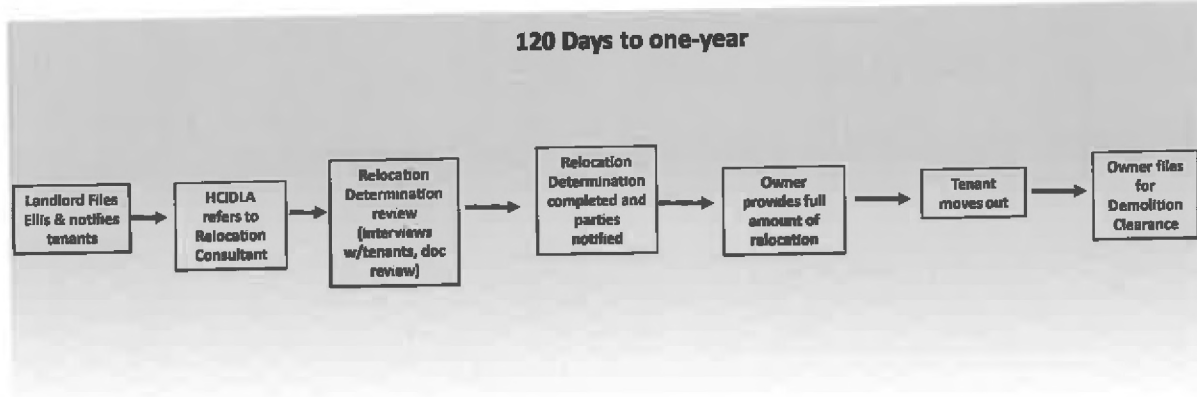 120 Days to one-year
Landlord Files
Ellis & notifies
tenants
HCIDLA
refers to
Relocation
Consultant
Relocation
Determination
review
(interviews
w/tenants, doc
review)
Relocation
Determination
completed and
parties
notified
Owner
provides full
amount of
relocation
Tenant
moves out
Owner files
for
Demolition
Clearance